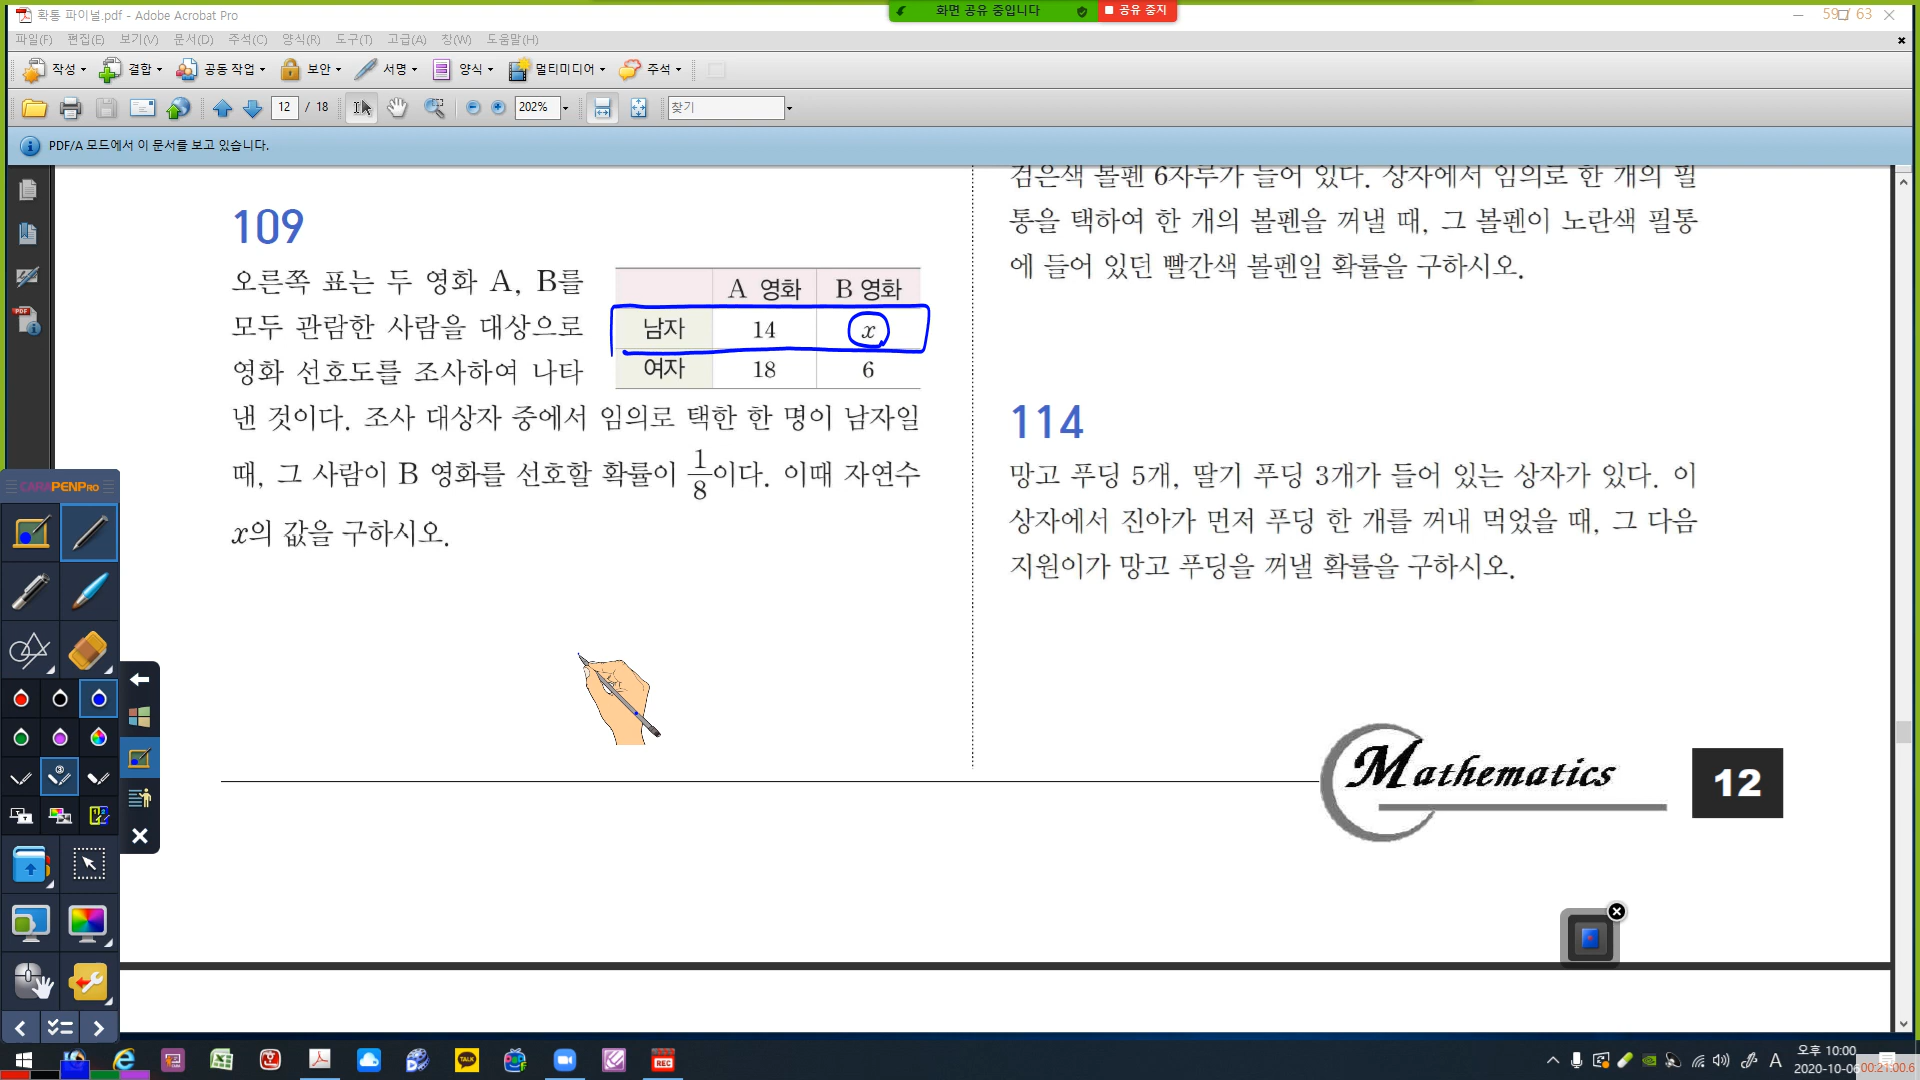 확통 파이널.pdf - Adobe Acrobat Pro
화면 공유 중입니다
공유 중지
59 / 63
파일(F) 편집(E) 보기(V) 문서(D) 주석(C) 양식(R) 도구(T) 고급(A) 창(W) 도움말(H)
작성 결합 공동 작업 보안 서명 양식 멀티미디어 주석
12 / 18 202% 찾기
PDF/A 모드에서 이 문서를 보고 있습니다.
109
오른쪽 표는 두 영화 A, B를
모두 관람한 사람을 대상으로
영화 선호도를 조사하여 나타
낸 것이다. 조사 대상자 중에서 임의로 택한 한 명이 남자일
때, 그 사람이 B 영화를 선호할 확률이 1/8이다. 이때 자연수
x의 값을 구하시오.
A 영화 B 영화
남자 14 x
여자 18 6
검은색 볼펜 6자루가 들어 있다. 상자에서 임의로 한 개의 필
통을 택하여 한 개의 볼펜을 꺼낼 때, 그 볼펜이 노란색 필통
에 들어 있던 빨간색 볼펜일 확률을 구하시오.
114
망고 푸딩 5개, 딸기 푸딩 3개가 들어 있는 상자가 있다. 이
상자에서 진아가 먼저 푸딩 한 개를 꺼내 먹었을 때, 그 다음
지원이가 망고 푸딩을 꺼낼 확률을 구하시오.
Mathematics
12
CARAPENPRO
TALK
REC
A
오후 10:00
2020-10-06
00:21:00.6